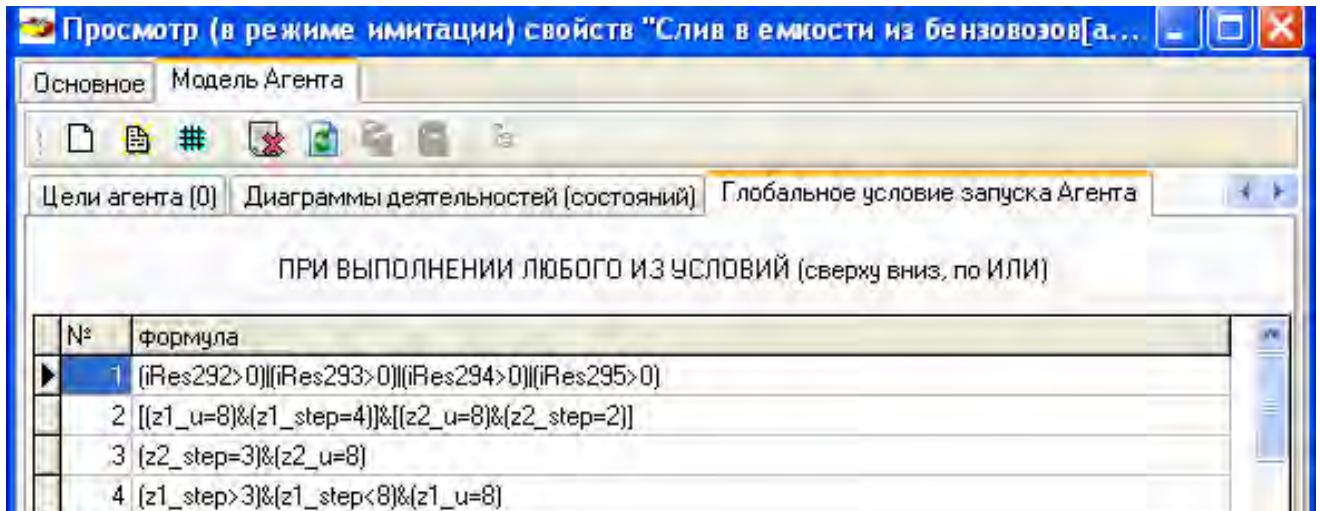 Просмотр (в режиме имитации) свойств "Слив в емкости из бензовозов[а...
Основное Модель Агента
Цели агента (0) Диаграммы деятельностей (состояний) Глобальное условие запуска Агента
ПРИ ВЫПОЛНЕНИИ ЛЮБОГО ИЗ УСЛОВИЙ (сверху вниз, по ИЛИ)
№ формула
1 (iRes292>0)|(iRes293>0)|(iRes294>0)|(iRes295>0)
2 [(z1_u=8)&(z1_step=4)]&[(z2_u=8)&(z2_step=2)]
3 (z2_step=3)&(z2_u=8)
4 (z1_step>3)&(z1_step<8)&(z1_u=8)